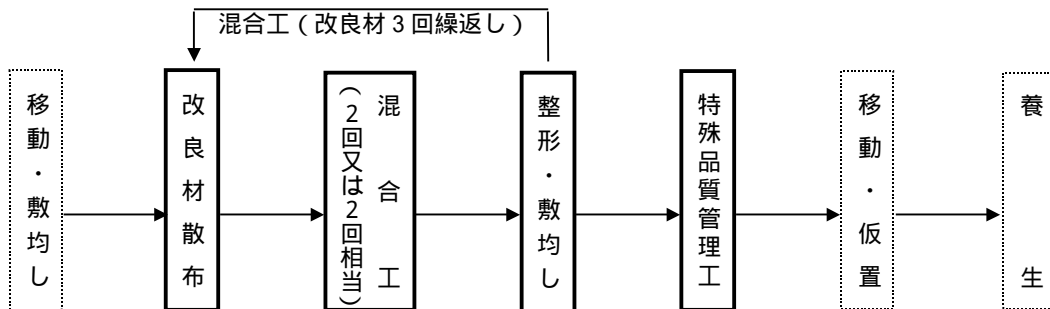 混合工（改良材3回繰返し）
移動・敷均し
改良材散布
混合工
（2回又は2回相当）
整形・敷均し
特殊品質管理工
移動・仮置
養生